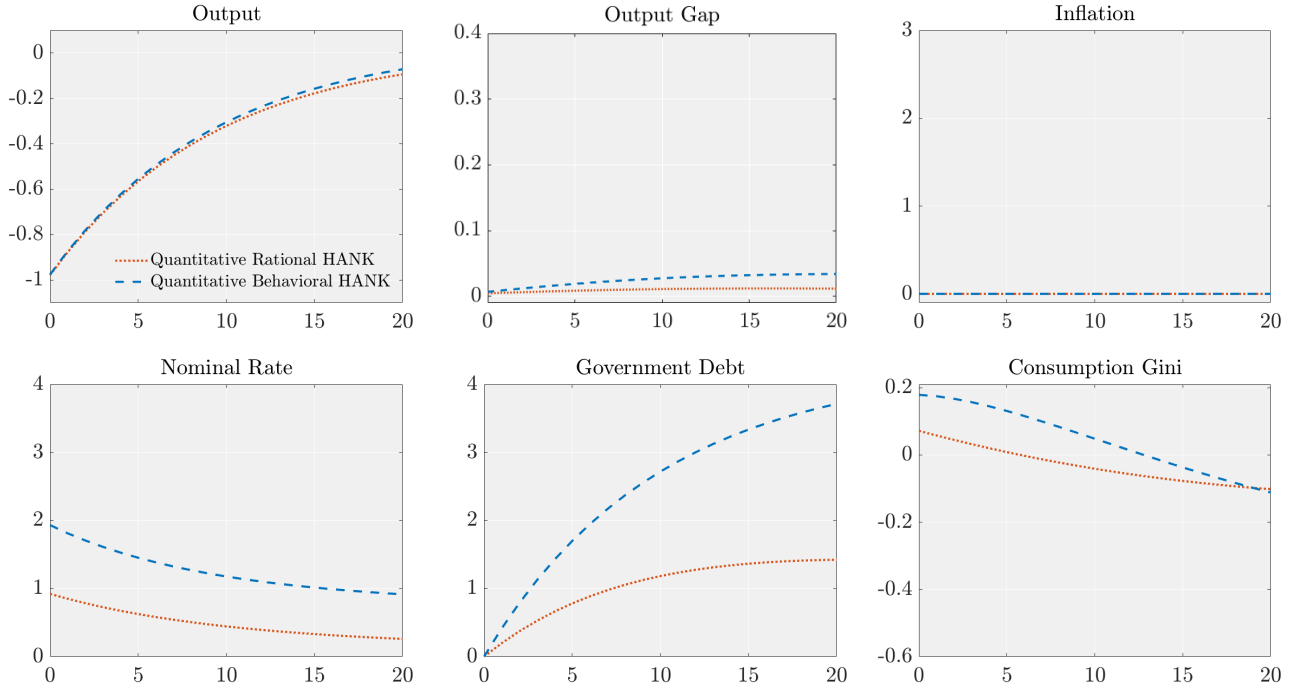 Output
0
-0.2
-0.4
-0.6
-0.8
-1
0 5 10 15 20
Quantitative Rational HANK
Quantitative Behavioral HANK
Output Gap
0.4
0.3
0.2
0.1
0
0 5 10 15 20
Inflation
3
2
1
0
0 5 10 15 20
Nominal Rate
4
3
2
1
0
0 5 10 15 20
Government Debt
4
3
2
1
0
0 5 10 15 20
Consumption Gini
0.2
0
-0.2
-0.4
-0.6
0 5 10 15 20